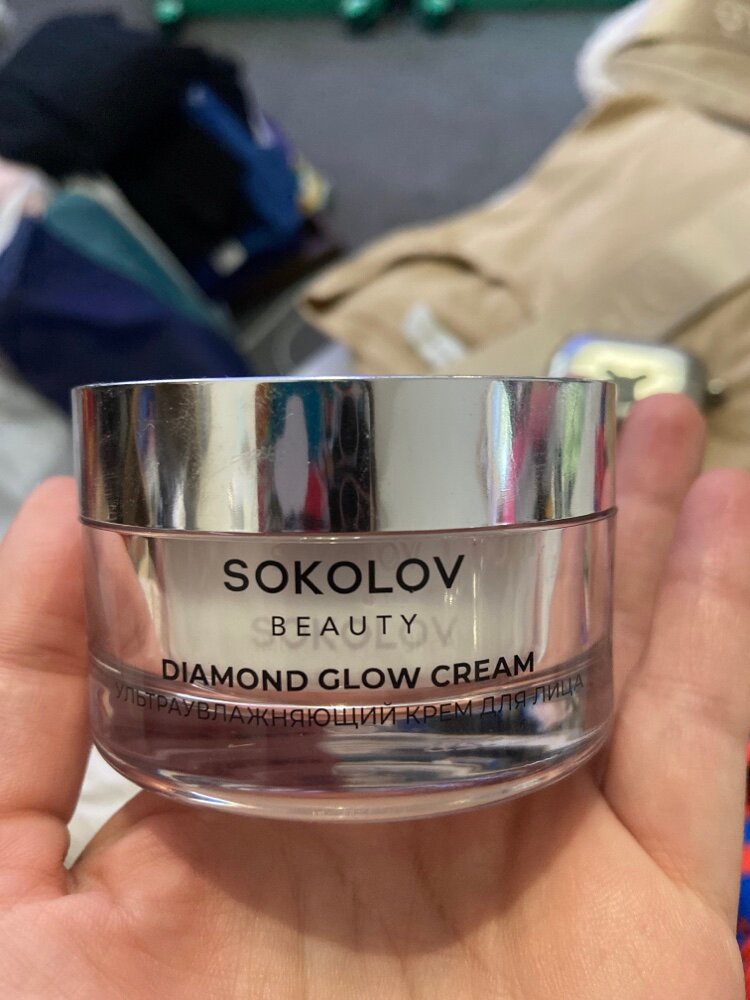 SOKOLOV
BEAUTY
DIAMOND GLOW CREAM
УЛЬТРАУВЛАЖНЯЮЩИЙ КРЕМ ДЛЯ ЛИЦА